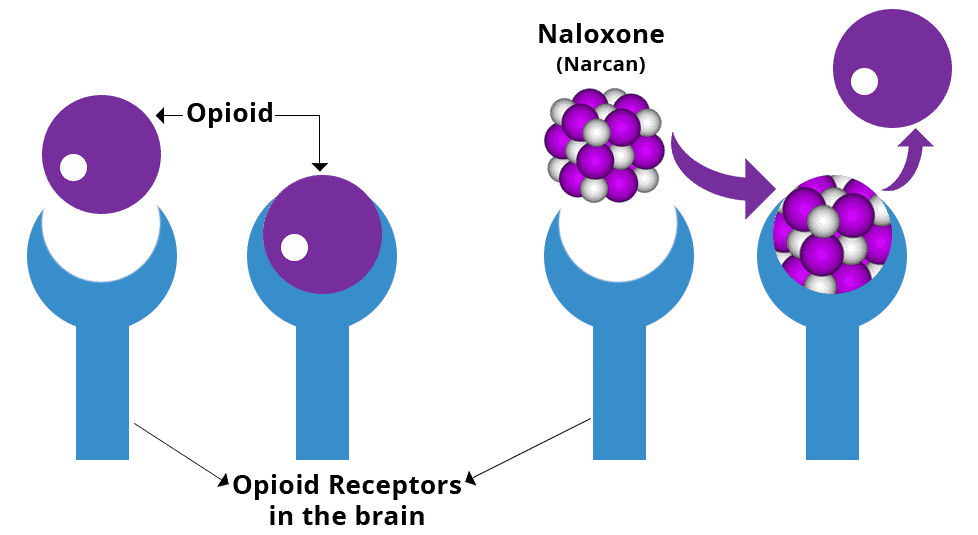 Naloxone
(Narcan)
Opioid
Opioid Receptors
in the brain